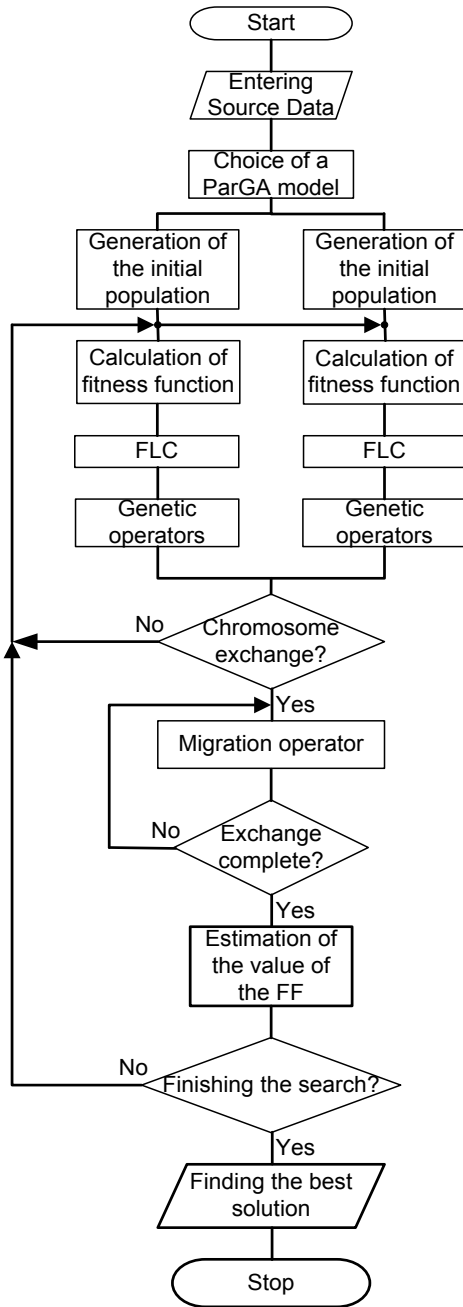 Start
Entering
Source Data
Choice of a
ParGA model
Generation of
the initial
population
Generation of
the initial
population
Calculation of
fitness function
Calculation of
fitness function
FLC
FLC
Genetic
operators
Genetic
operators
No
Chromosome
exchange?
Yes
Migration operator
No
Exchange
complete?
Yes
Estimation of
the value of
the FF
No
Finishing the search?
Yes
Finding the best
solution
Stop